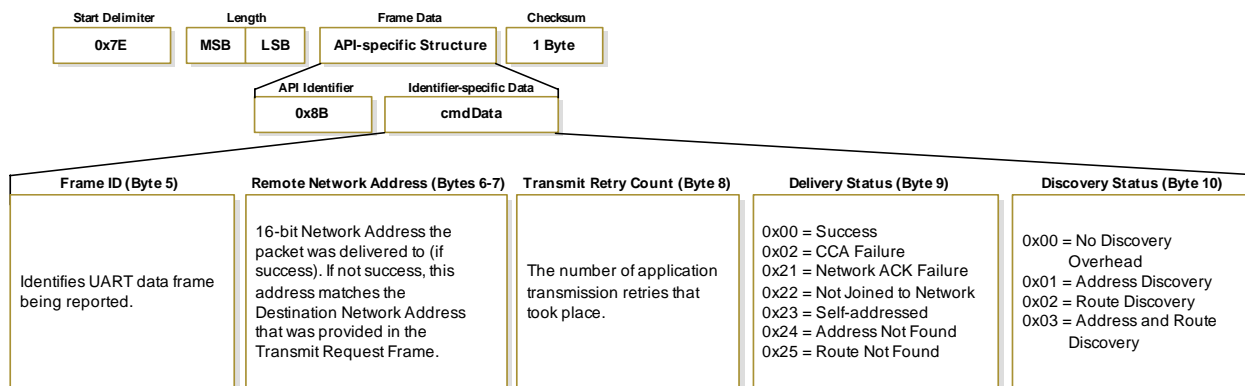 Start Delimiter
Length
Frame Data
Checksum
0x7E
MSB
LSB
API-specific Structure
1 Byte
API Identifier
Identifier-specific Data
0x8B
cmdData
Frame ID (Byte 5)
Remote Network Address (Bytes 6-7)
Transmit Retry Count (Byte 8)
Delivery Status (Byte 9)
Discovery Status (Byte 10)
Identifies UART data frame
being reported.
16-bit Network Address the
packet was delivered to (if
success). If not success, this
address matches the
Destination Network Address
that was provided in the
Transmit Request Frame.
The number of application
transmission retries that
took place.
0x00 = Success
0x02 = CCA Failure
0x21 = Network ACK Failure
0x22 = Not Joined to Network
0x23 = Self-addressed
0x24 = Address Not Found
0x25 = Route Not Found
0x00 = No Discovery
Overhead
0x01 = Address Discovery
0x02 = Route Discovery
0x03 = Address and Route
Discovery